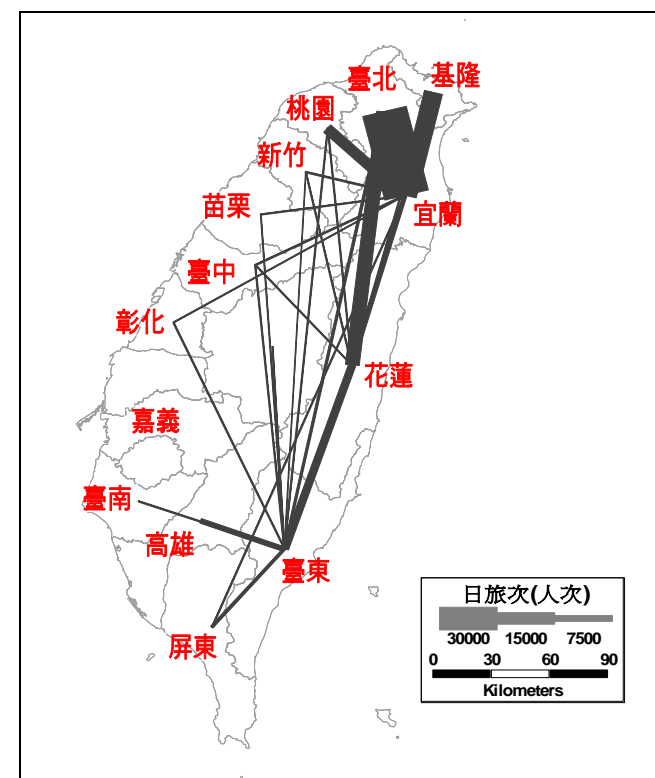 基隆
臺北
桃園
新竹
苗栗
宜蘭
臺中
彰化
花蓮
嘉義
臺南
高雄
臺東
屏東
日旅次(人次)
30000 15000 7500
0 30 60 90
Kilometers